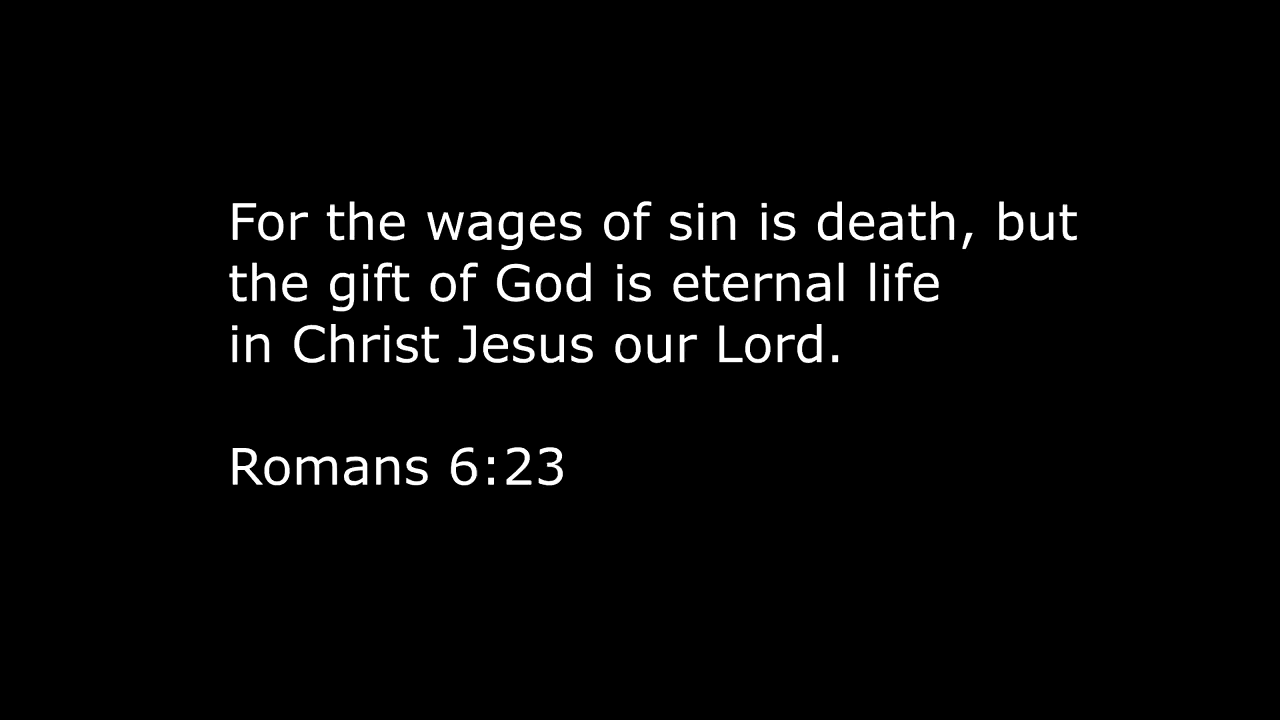 For the wages of sin is death, but
the gift of God is eternal life
in Christ Jesus our Lord.
Romans 6:23